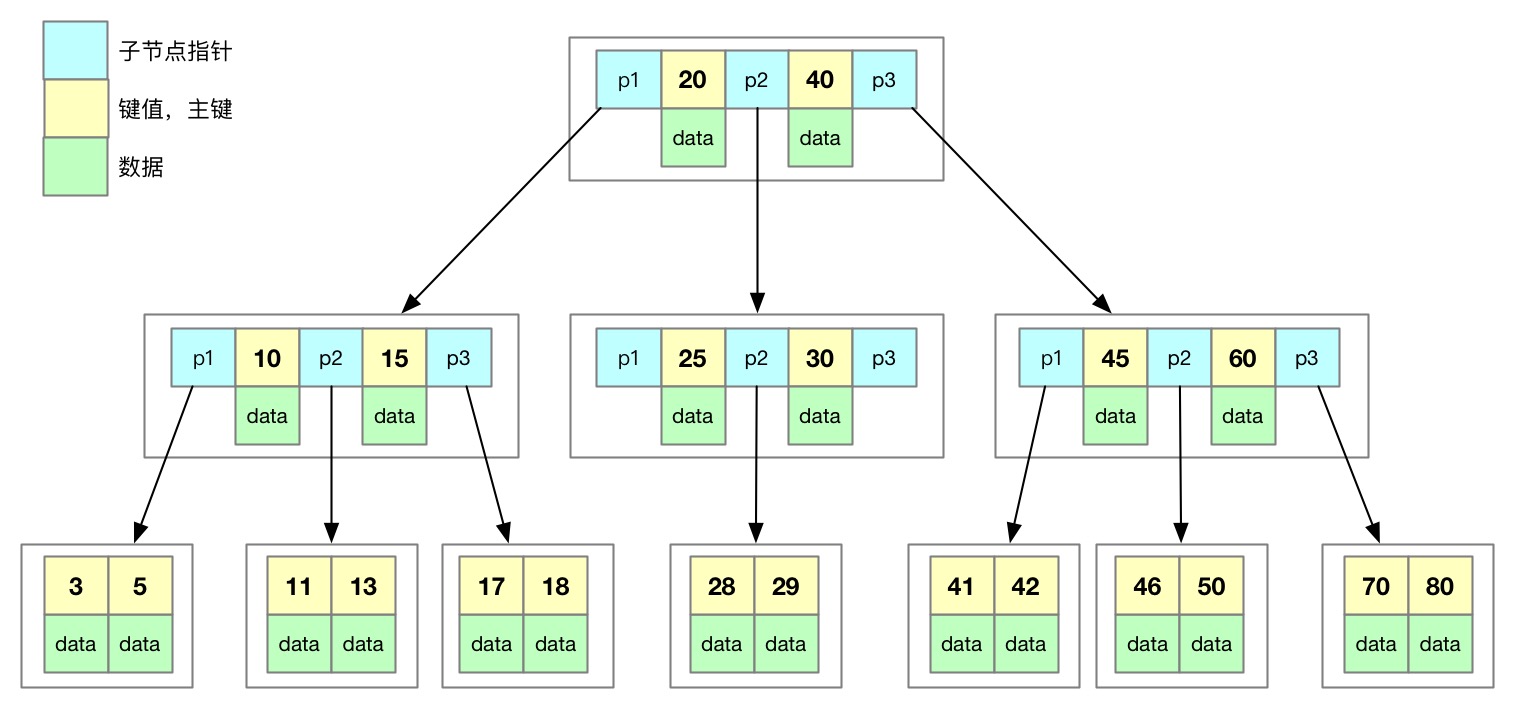 子节点指针
键值，主键
数据
p1 20 p2 40 p3
data data
p1 10 p2 15 p3
data data
p1 25 p2 30 p3
data data
p1 45 p2 60 p3
data data
3 5
data data
11 13
data data
17 18
data data
28 29
data data
41 42
data data
46 50
data data
70 80
data data